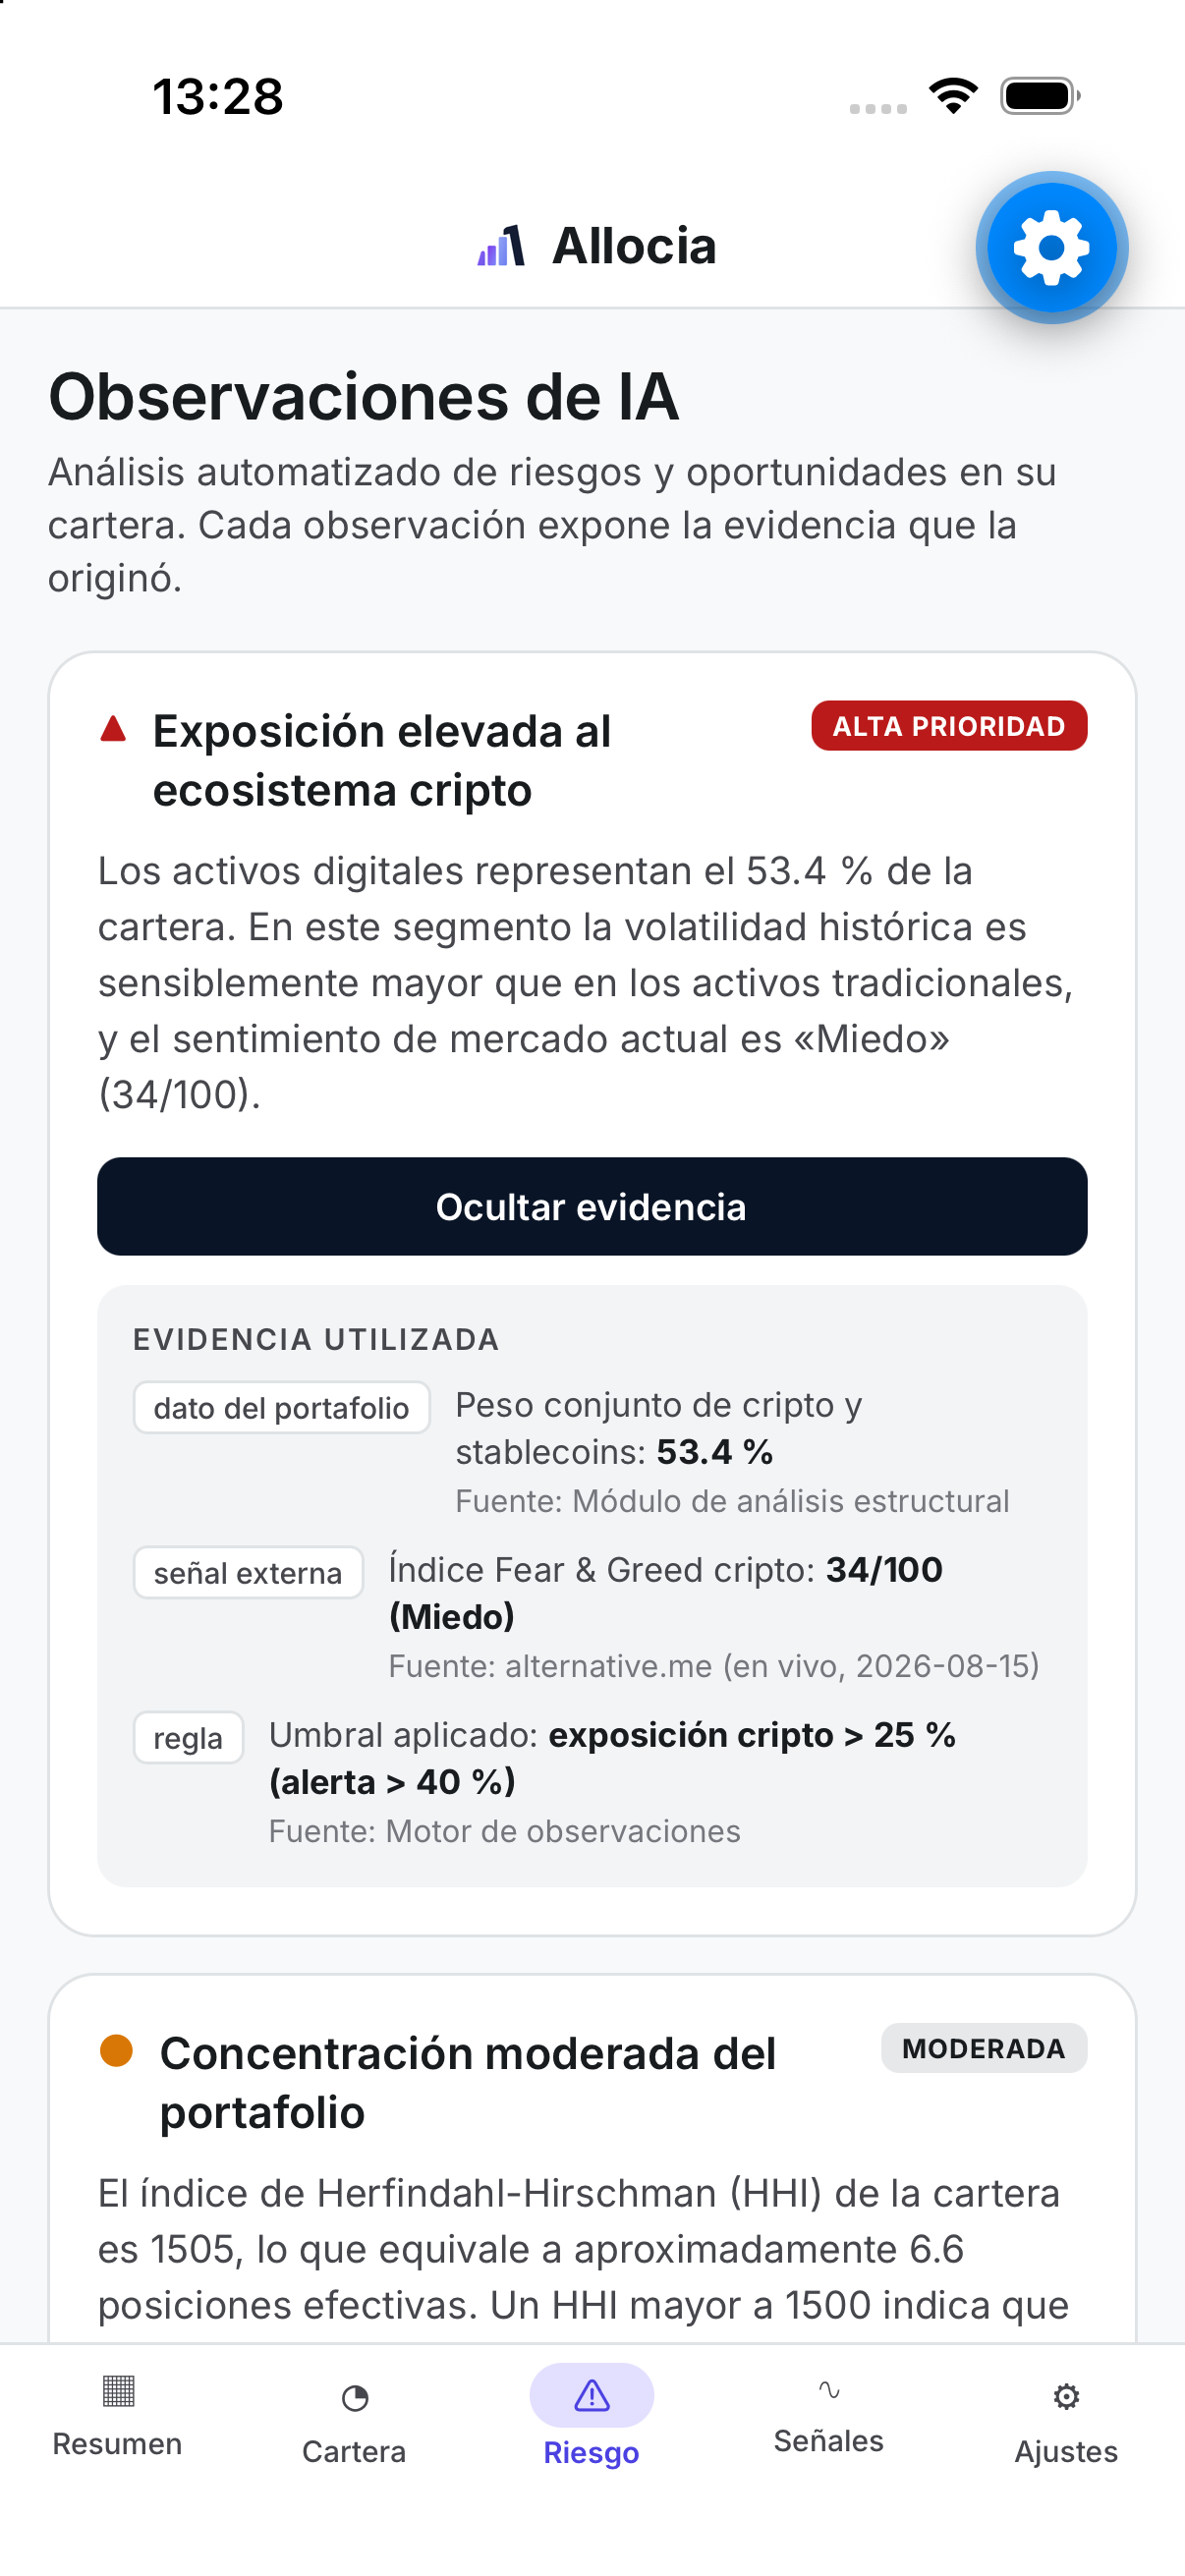 13:28
Allocia
Observaciones de IA
Análisis automatizado de riesgos y oportunidades en su
cartera. Cada observación expone la evidencia que la
originó.
Exposición elevada al
ecosistema cripto
ALTA PRIORIDAD
Los activos digitales representan el 53.4 % de la
cartera. En este segmento la volatilidad histórica es
sensiblemente mayor que en los activos tradicionales,
y el sentimiento de mercado actual es «Miedo»
(34/100).
Ocultar evidencia
EVIDENCIA UTILIZADA
dato del portafolio
Peso conjunto de cripto y
stablecoins: 53.4 %
Fuente: Módulo de análisis estructural
señal externa
Índice Fear & Greed cripto: 34/100
(Miedo)
Fuente: alternative.me (en vivo, 2026-08-15)
regla
Umbral aplicado: exposición cripto > 25 %
(alerta > 40 %)
Fuente: Motor de observaciones
Concentración moderada del
portafolio
MODERADA
El índice de Herfindahl-Hirschman (HHI) de la cartera
es 1505, lo que equivale a aproximadamente 6.6
posiciones efectivas. Un HHI mayor a 1500 indica que
Resumen
Cartera
Riesgo
Señales
Ajustes